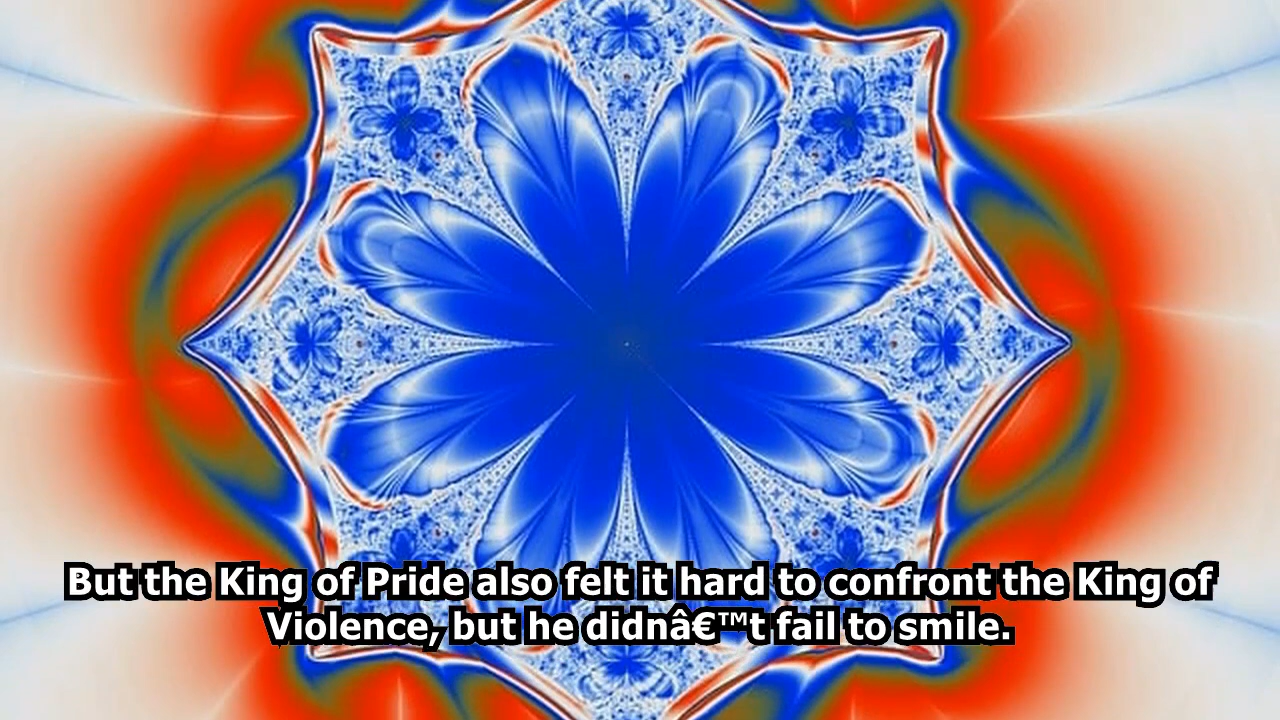 But the King of Pride also felt it hard to confront the King of
Violence, but he didnâ€™t fail to smile.